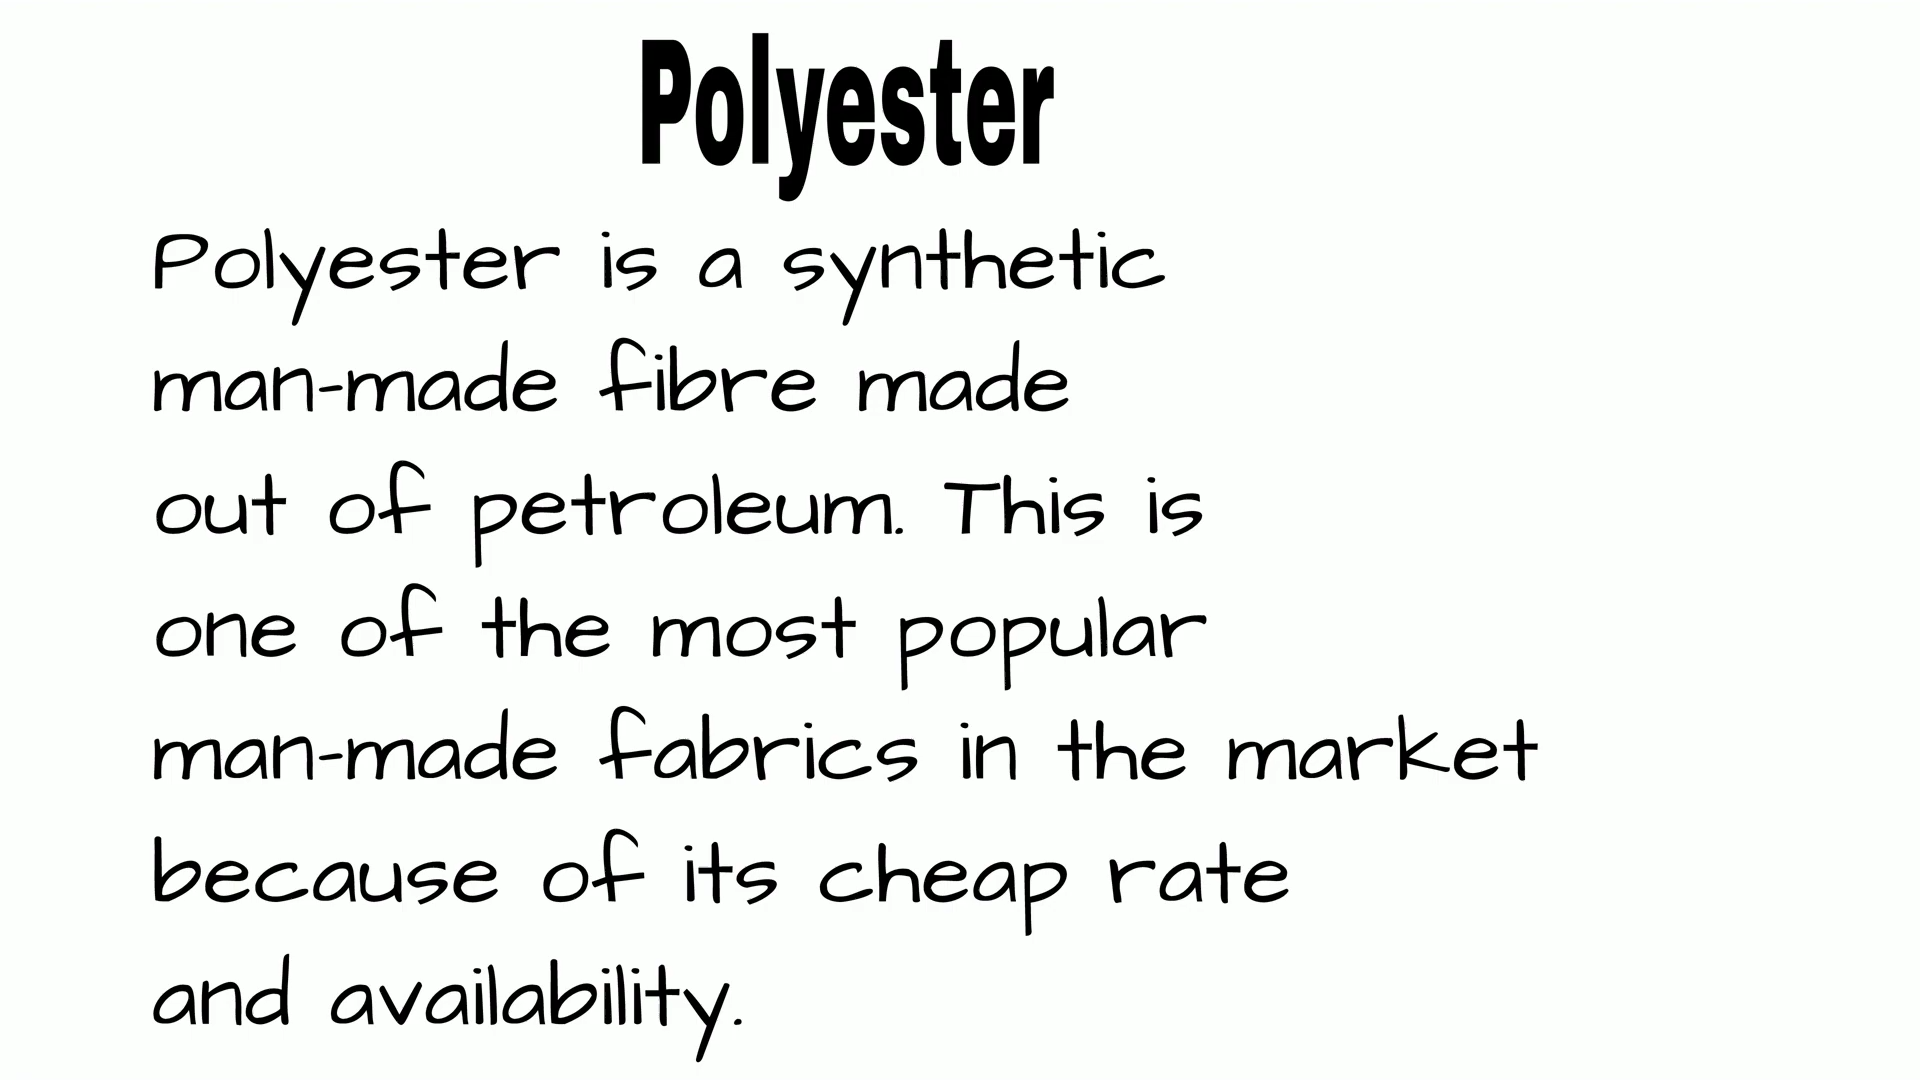 Polyester
Polyester is a synthetic
man-made fibre made
out of petroleum. This is
one of the most popular
man-made fabrics in the market
because of its cheap rate
and availability.